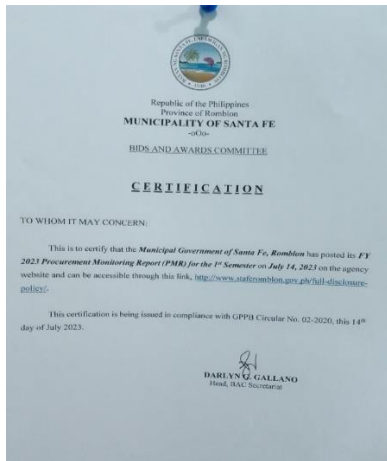 Republic of the Philippines
Province of Romblon
MUNICIPALITY OF SANTA FE
-oOo-
BIDS AND AWARDS COMMITTEE
CERTIFICATION
TO WHOM IT MAY CONCERN:
This is to certify that the Municipal Government of Santa Fe, Romblon has posted its FY
2023 Procurement Monitoring Report (PMR) for the 1st Semester on July 14, 2023 on the agency
website and can be accessible through this link, http://www.staferomblon.gov.ph/full-disclosure-
policy/.
This certification is being issued in compliance with GPPB Circular No. 02-2020, this 14th
day of July 2023.
DARLYN G. GALLANO
Head, BAC Secretariat